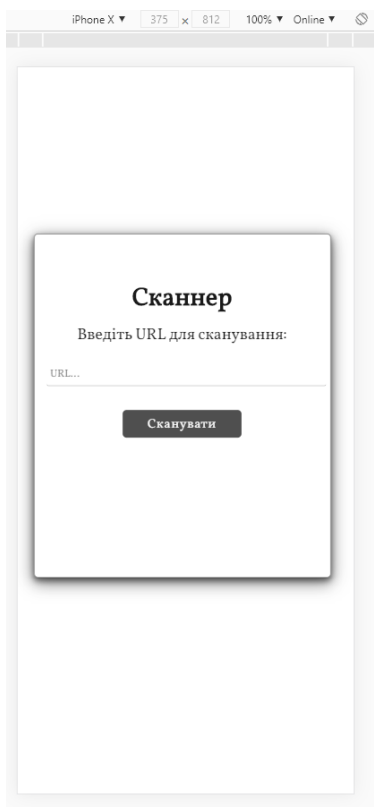 iPhone X ▼ 375 x 812 100% ▼ Online ▼
Сканнер
Введіть URL для сканування:
URL...
Сканувати